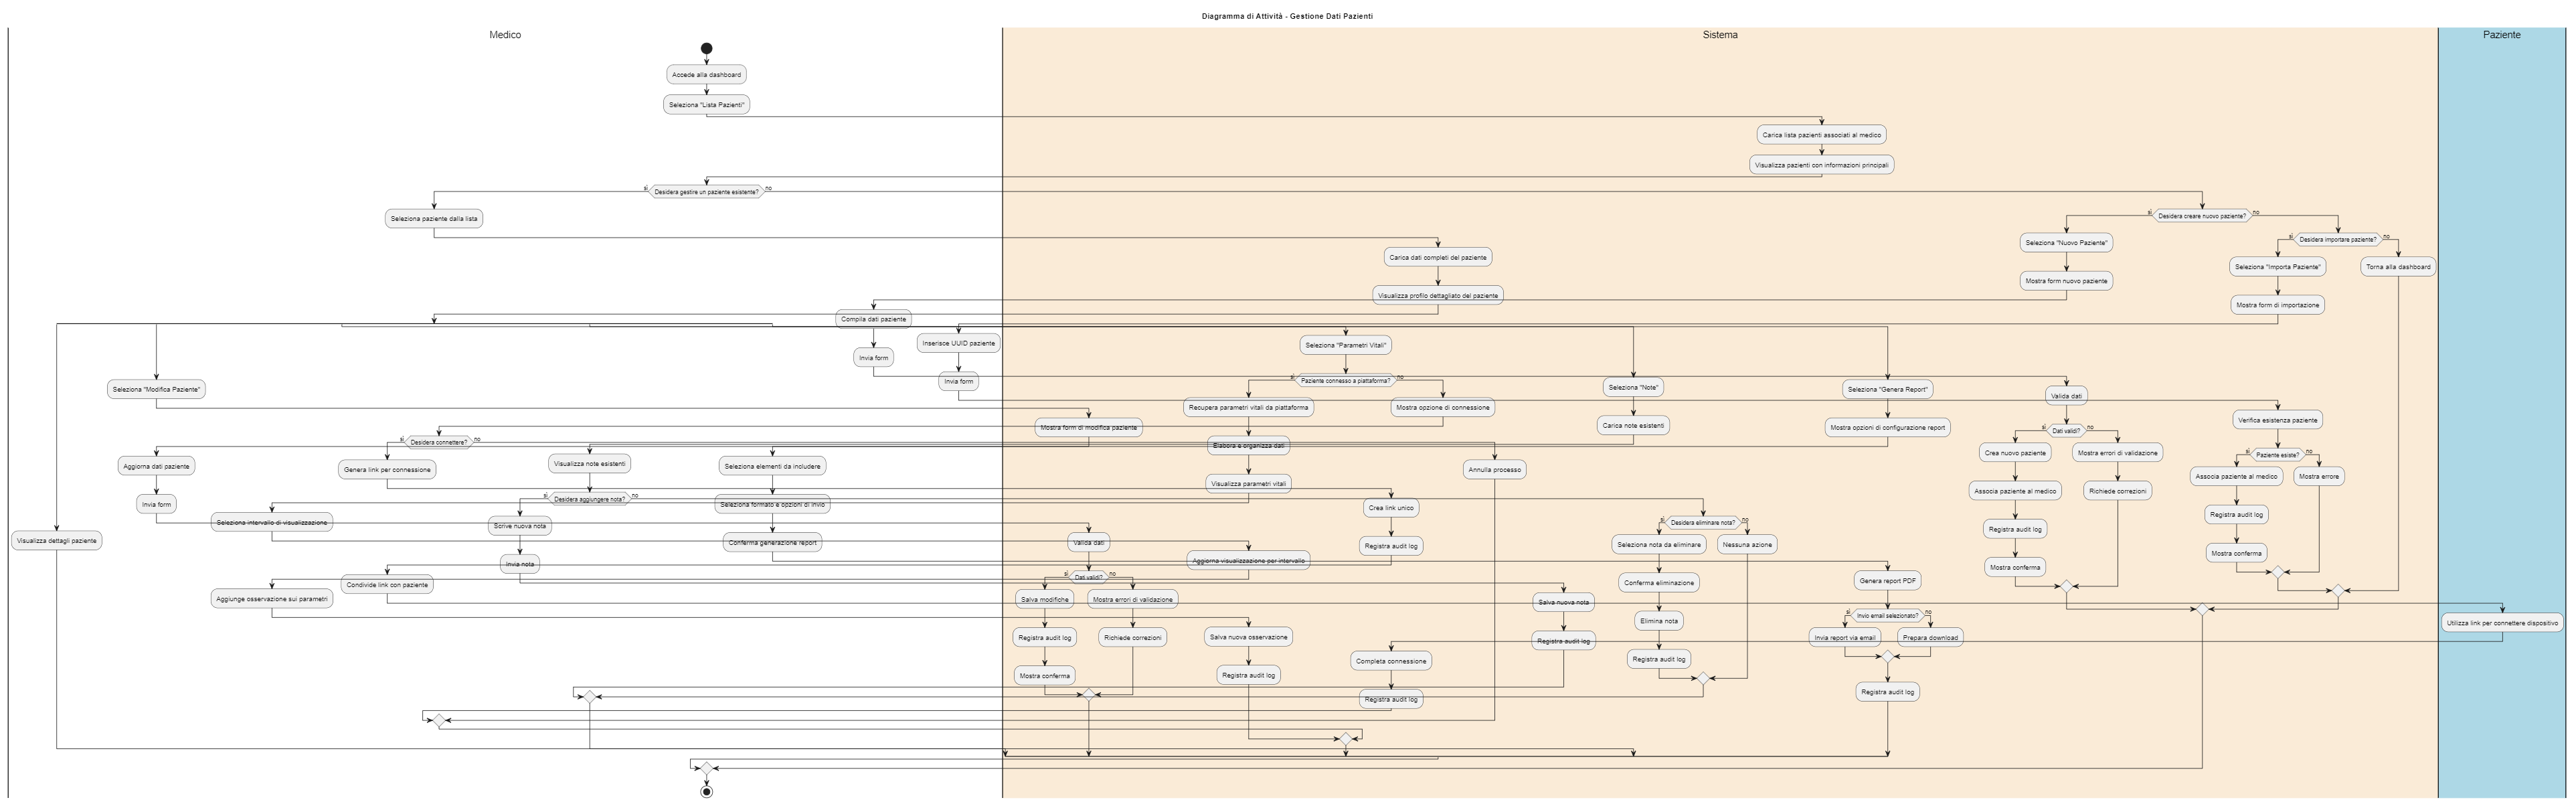 Diagramma di Attività - Gestione Dati Pazienti
Medico
Sistema
Paziente
Accede alla dashboard
Seleziona "Lista Pazienti"
Carica lista pazienti associati al medico
Visualizza pazienti con informazioni principali
sì
Desidera gestire un paziente esistente?
no
Seleziona paziente dalla lista
sì
Desidera creare nuovo paziente?
no
Seleziona "Nuovo Paziente"
sì
Desidera importare paziente?
no
Carica dati completi del paziente
Seleziona "Importa Paziente"
Torna alla dashboard
Mostra form nuovo paziente
Visualizza profilo dettagliato del paziente
Mostra form di importazione
Compila dati paziente
Inserisce UUID paziente
Seleziona "Parametri Vitali"
Invia form
Invia form
sì
Paziente connesso a piattaforma?
no
Seleziona "Modifica Paziente"
Seleziona "Note"
Seleziona "Genera Report"
Valida dati
Recupera parametri vitali da piattaforma
Mostra opzione di connessione
Verifica esistenza paziente
Mostra form di modifica paziente
Carica note esistenti
Mostra opzioni di configurazione report
sì
Dati validi?
no
sì
Desidera connettere?
no
Elabora e organizza dati
Crea nuovo paziente
Mostra errori di validazione
sì
Paziente esiste?
no
Aggiorna dati paziente
Genera link per connessione
Visualizza note esistenti
Seleziona elementi da includere
Annulla processo
Associa paziente al medico
Mostra errore
Visualizza parametri vitali
Associa paziente al medico
Richiede correzioni
sì
Desidera aggiungere nota?
no
Invia form
Seleziona formato e opzioni di invio
Crea link unico
Registra audit log
Seleziona intervallo di visualizzazione
Scrive nuova nota
sì
Desidera eliminare nota?
no
Registra audit log
Visualizza dettagli paziente
Conferma generazione report
Valida dati
Registra audit log
Seleziona nota da eliminare
Nessuna azione
Mostra conferma
Invia nota
Aggiorna visualizzazione per intervallo
Mostra conferma
Condivide link con paziente
sì
Dati validi?
no
Conferma eliminazione
Genera report PDF
Aggiunge osservazione sui parametri
Salva modifiche
Mostra errori di validazione
Salva nuova nota
sì
Invio email selezionato?
no
Elimina nota
Utilizza link per connettere dispositivo
Registra audit log
Richiede correzioni
Salva nuova osservazione
Registra audit log
Invia report via email
Prepara download
Completa connessione
Registra audit log
Mostra conferma
Registra audit log
Registra audit log
Registra audit log